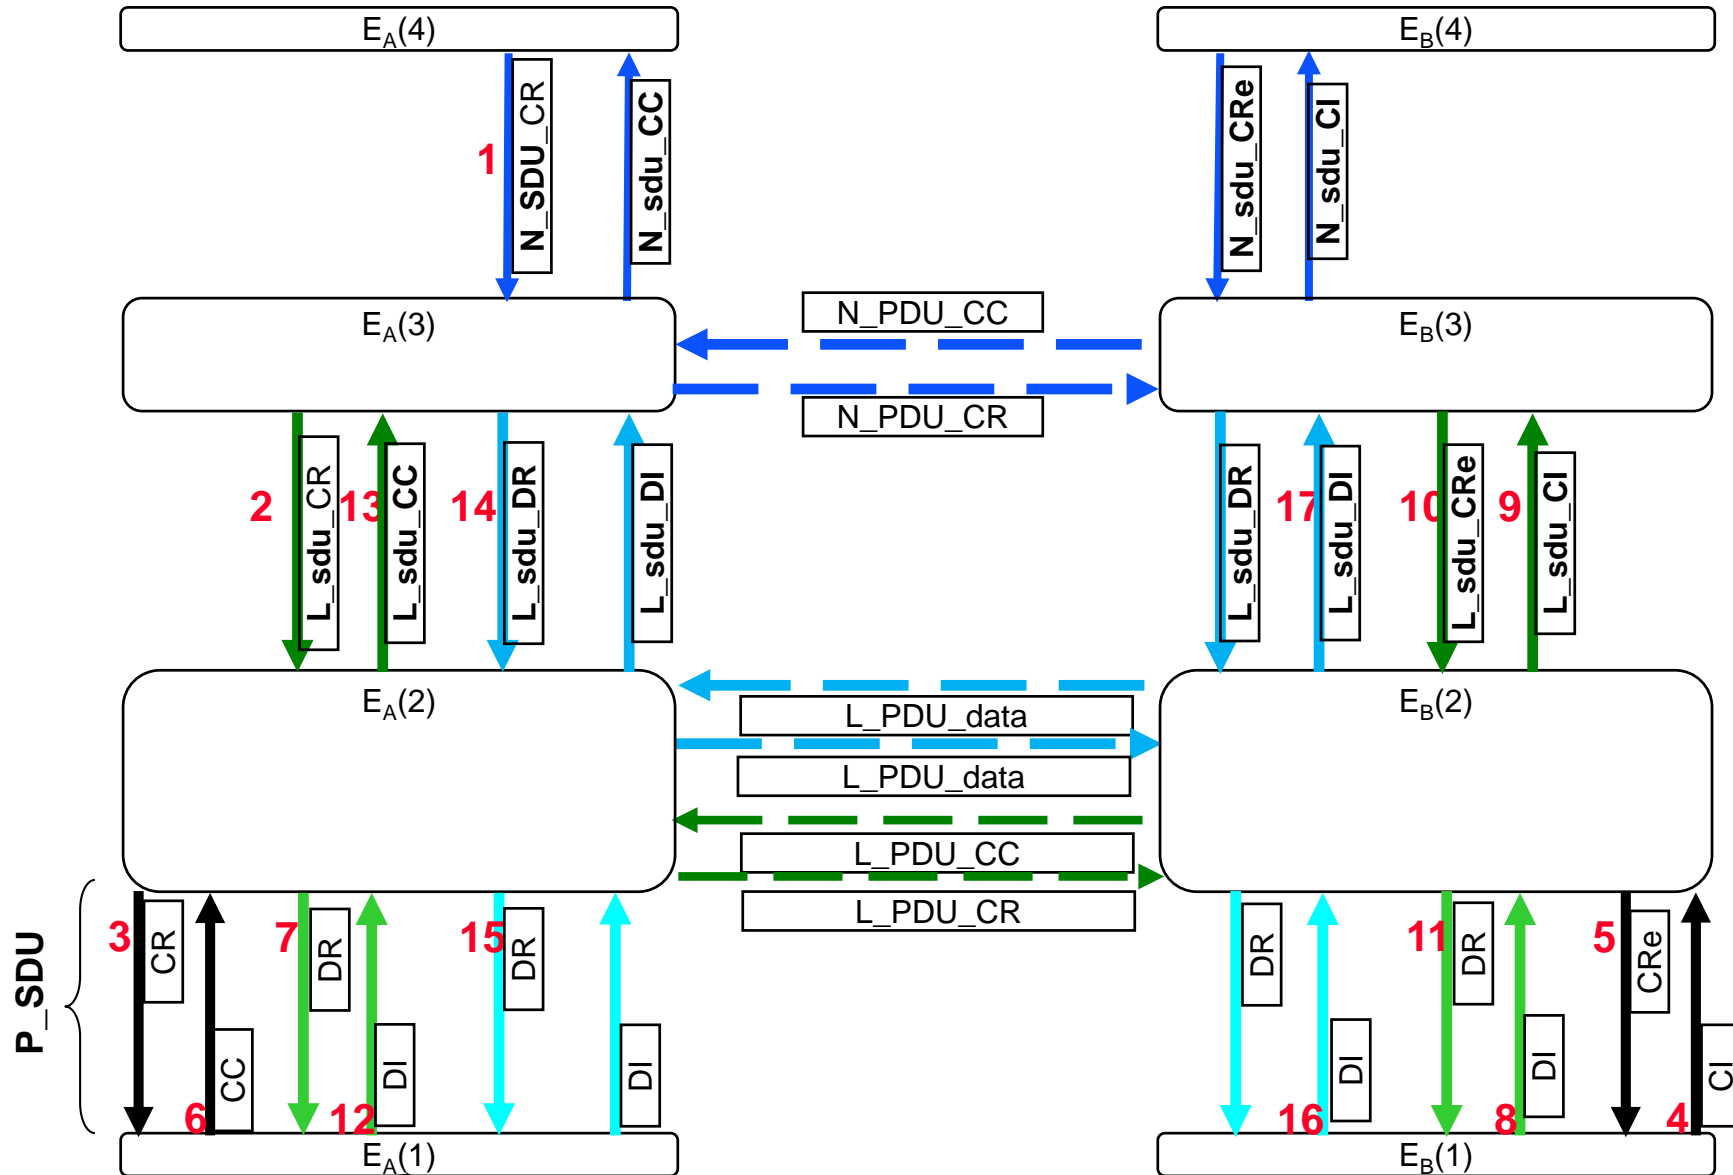 E_A(4)
E_B(4)
1
N_SDU_CR
N_sdu_CC
N_sdu_CRe
N_sdu_CI
E_A(3)
E_B(3)
N_PDU_CC
N_PDU_CR
2
L_sdu_CR
13
L_sdu_CC
14
L_sdu_DR
L_sdu_DI
L_sdu_DR
17
L_sdu_DI
10
L_sdu_CRe
9
L_sdu_CI
E_A(2)
E_B(2)
L_PDU_data
L_PDU_data
L_PDU_CC
L_PDU_CR
P_SDU
3
CR
6
CC
7
DR
12
DI
15
DR
DI
DR
16
DI
11
DR
8
DI
5
CRe
4
CI
E_A(1)
E_B(1)